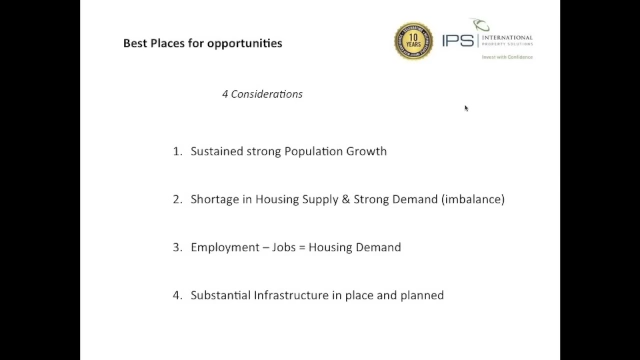 Best Places for opportunities
10
YEARS
IPS
INTERNATIONAL
PROPERTY SOLUTIONS
Invest with Confidence
4 Considerations
1. Sustained strong Population Growth
2. Shortage in Housing Supply & Strong Demand (imbalance)
3. Employment – Jobs = Housing Demand
4. Substantial Infrastructure in place and planned